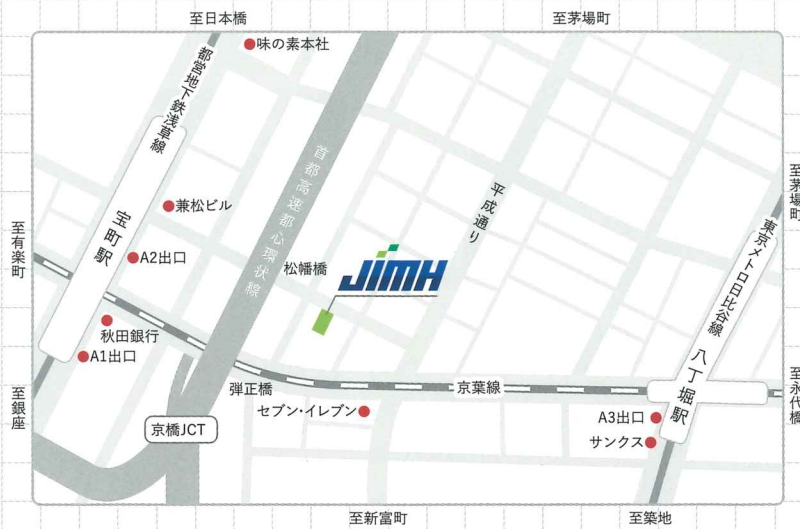 至日本橋
至茅場町
味の素本社
都営地下鉄浅草線
首都高速都心環状線
平成通り
至茅場町
兼松ビル
宝町駅
至有楽町
A2出口
松幡橋
JIMH
東京メトロ日比谷線
秋田銀行
A1出口
弾正橋
京葉線
八丁堀駅
至永代橋
至銀座
セブン・イレブン
A3出口
京橋JCT
サンクス
至新富町
至築地